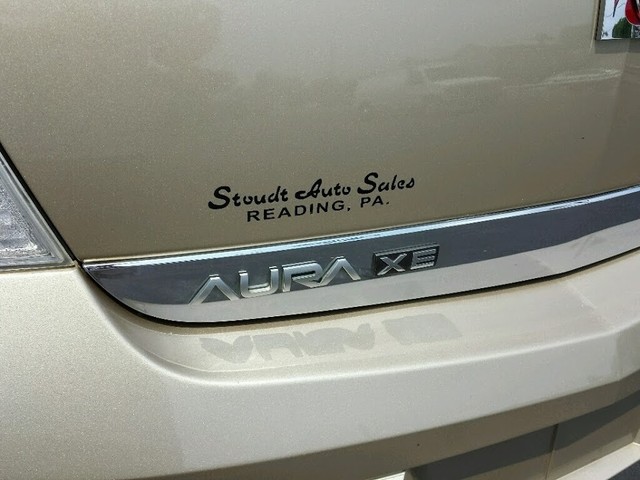 Stoudt Auto Sales
READING, PA.
AURA XE